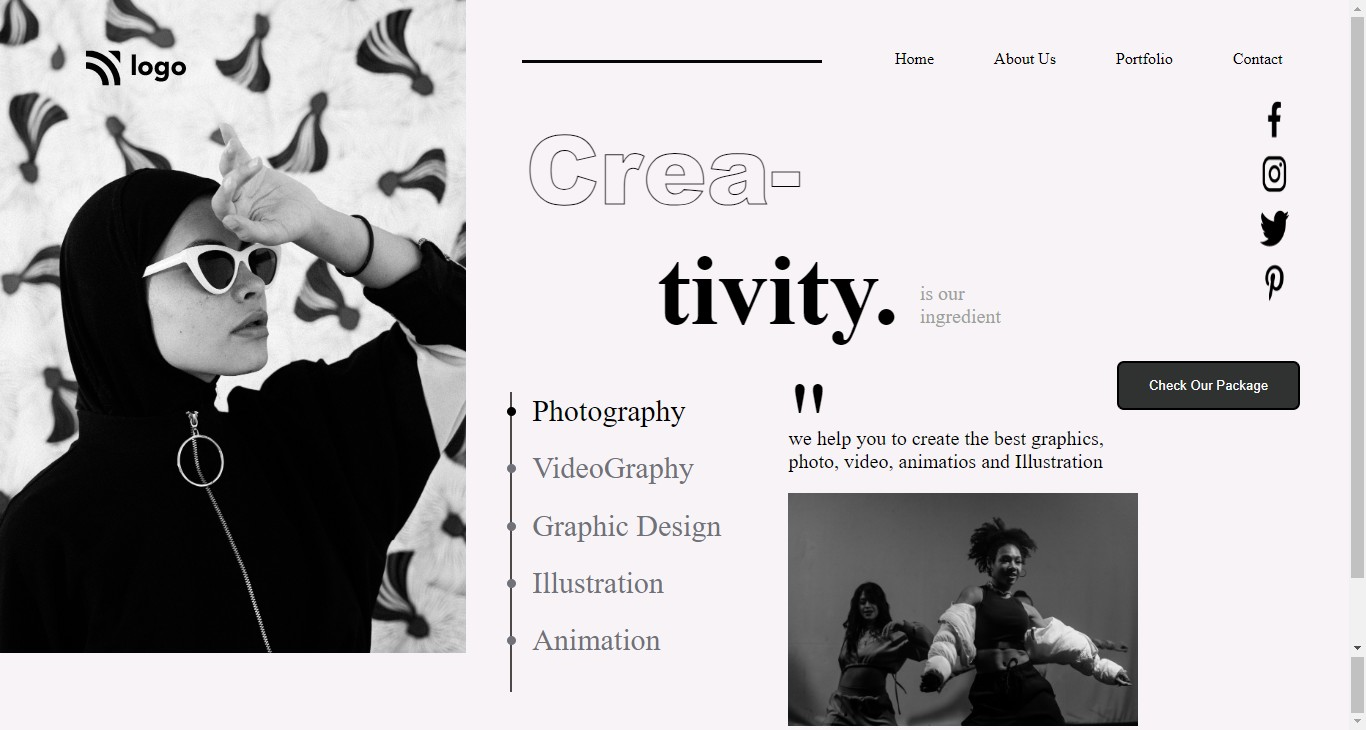 logo
Home About Us Portfolio Contact
Crea-
tivity.
is our
ingredient
Check Our Package
Photography
VideoGraphy
Graphic Design
Illustration
Animation
"
we help you to create the best graphics,
photo, video, animatios and Illustration